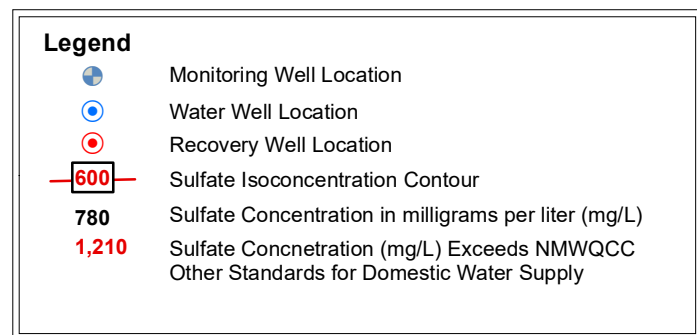 Legend
Monitoring Well Location
Water Well Location
Recovery Well Location
600 Sulfate Isoconcentration Contour
780 Sulfate Concentration in milligrams per liter (mg/L)
1,210 Sulfate Concnetration (mg/L) Exceeds NMWQCC
Other Standards for Domestic Water Supply